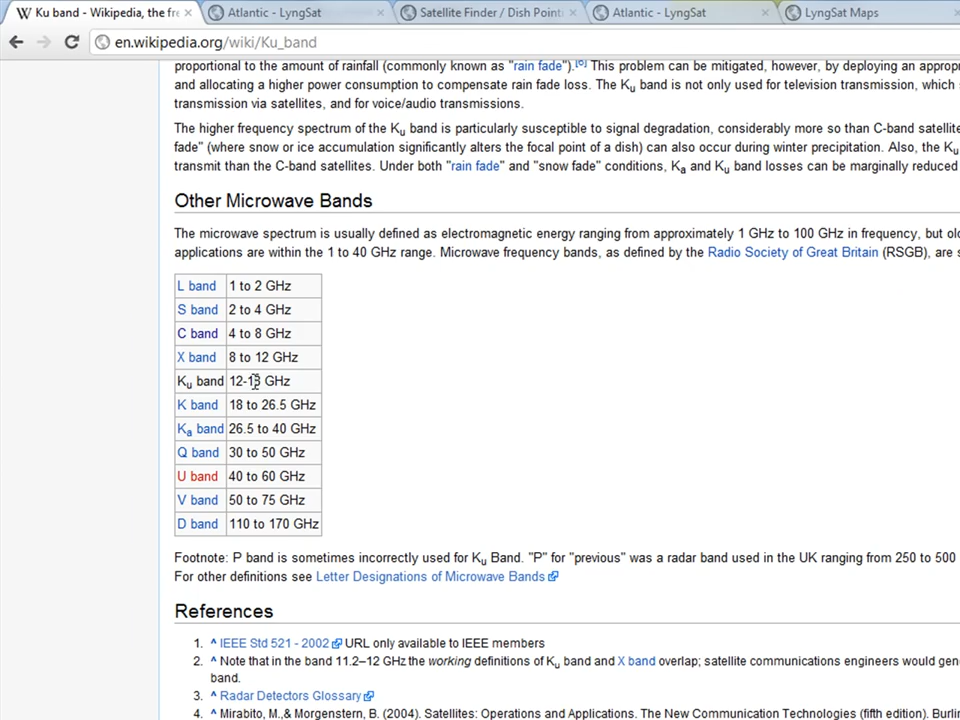 Ku band - Wikipedia, the fre
Atlantic - LyngSat
Satellite Finder / Dish Point
Atlantic - LyngSat
LyngSat Maps
en.wikipedia.org/wiki/Ku_band
proportional to the amount of rainfall (commonly known as "rain fade").[6] This problem can be mitigated, however, by deploying an approp
and allocating a higher power consumption to compensate rain fade loss. The Ku band is not only used for television transmission, which
transmission via satellites, and for voice/audio transmissions.
The higher frequency spectrum of the Ku band is particularly susceptible to signal degradation, considerably more so than C-band satellite
fade" (where snow or ice accumulation significantly alters the focal point of a dish) can also occur during winter precipitation. Also, the Ku
transmit than the C-band satellites. Under both "rain fade" and "snow fade" conditions, Ka and Ku band losses can be marginally reduced
Other Microwave Bands
The microwave spectrum is usually defined as electromagnetic energy ranging from approximately 1 GHz to 100 GHz in frequency, but old
applications are within the 1 to 40 GHz range. Microwave frequency bands, as defined by the Radio Society of Great Britain (RSGB), are s
L band 1 to 2 GHz
S band 2 to 4 GHz
C band 4 to 8 GHz
X band 8 to 12 GHz
Ku band 12-18 GHz
K band 18 to 26.5 GHz
Ka band 26.5 to 40 GHz
Q band 30 to 50 GHz
U band 40 to 60 GHz
V band 50 to 75 GHz
D band 110 to 170 GHz
Footnote: P band is sometimes incorrectly used for Ku Band. "P" for "previous" was a radar band used in the UK ranging from 250 to 500
For other definitions see Letter Designations of Microwave Bands
References
1. ^ IEEE Std 521 - 2002 URL only available to IEEE members
2. ^ Note that in the band 11.2–12 GHz the working definitions of Ku band and X band overlap; satellite communications engineers would gen
band.
3. ^ Radar Detectors Glossary
4. ^ Mirabito, M.,& Morgenstern, B. (2004). Satellites: Operations and Applications. The New Communication Technologies (fifth edition). Burlin